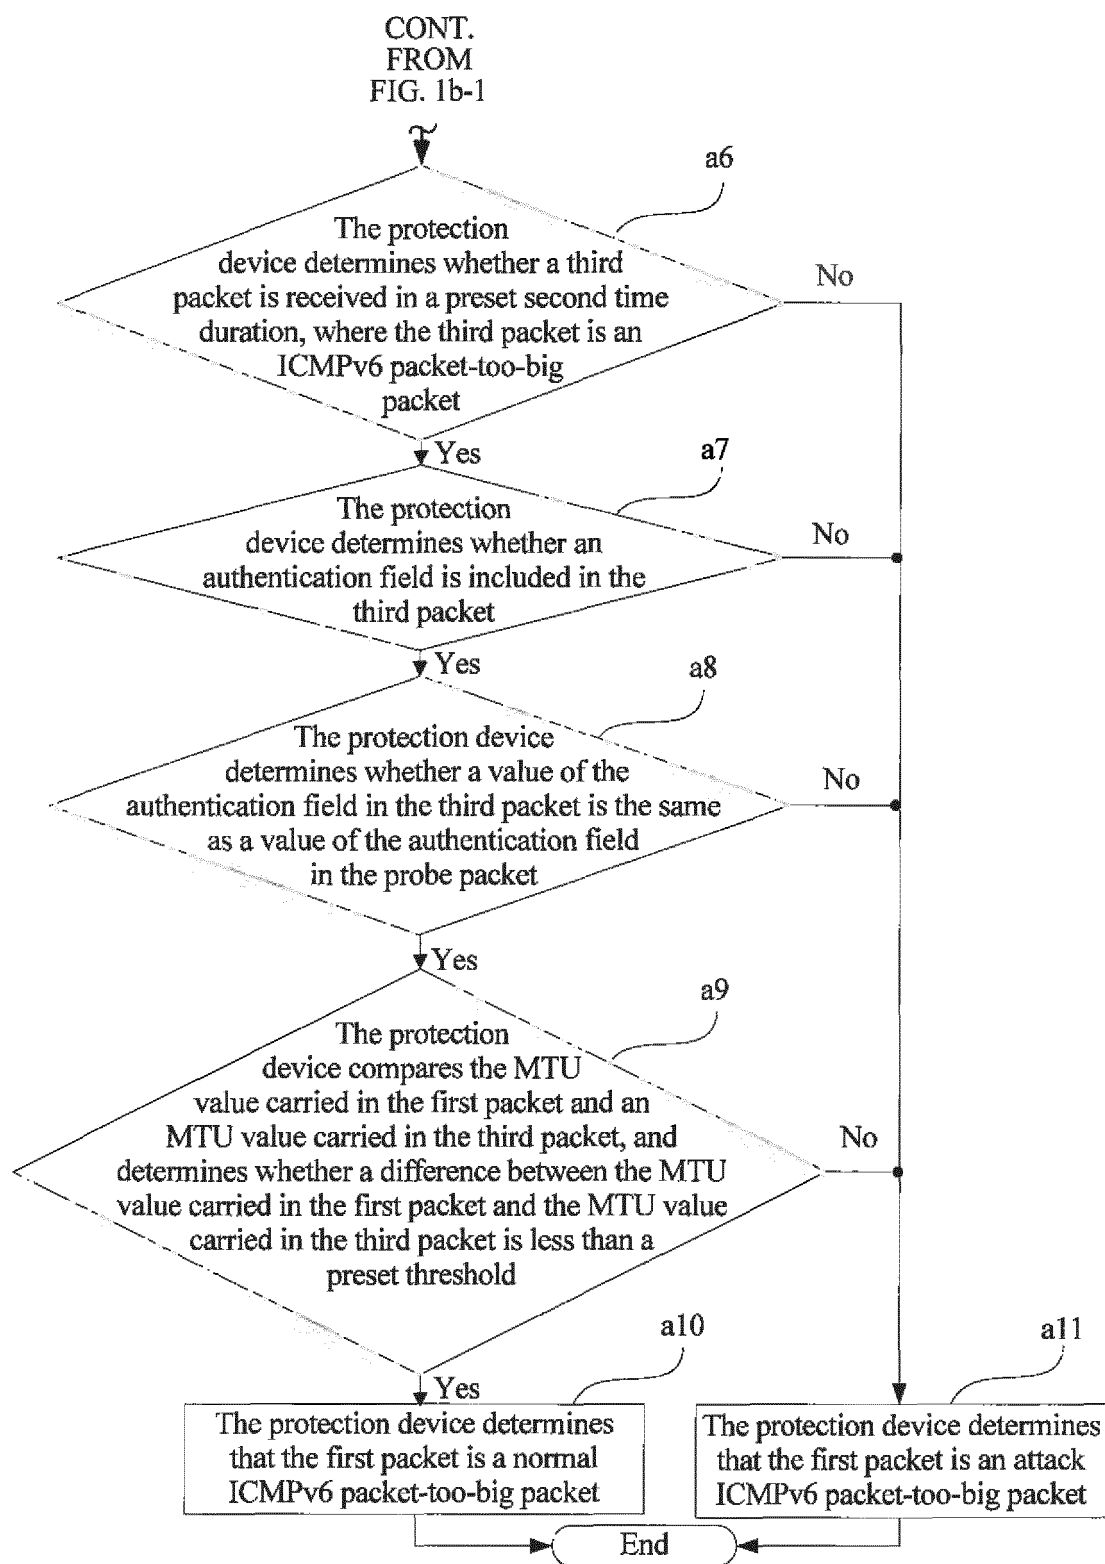 CONT.
FROM
FIG. 1b-1
a6
The protection
device determines whether a third
packet is received in a preset second time
duration, where the third packet is an
ICMPv6 packet-too-big
packet
No
Yes
a7
The protection
device determines whether an
authentication field is included in the
third packet
No
Yes
a8
The protection device
determines whether a value of the
authentication field in the third packet is the same
as a value of the authentication field
in the probe packet
No
Yes
a9
The protection
device compares the MTU
value carried in the first packet and an
MTU value carried in the third packet, and
determines whether a difference between the MTU
value carried in the first packet and the MTU value
carried in the third packet is less than a
preset threshold
No
Yes
a10
The protection device determines
that the first packet is a normal
ICMPv6 packet-too-big packet
a11
The protection device determines
that the first packet is an attack
ICMPv6 packet-too-big packet
End